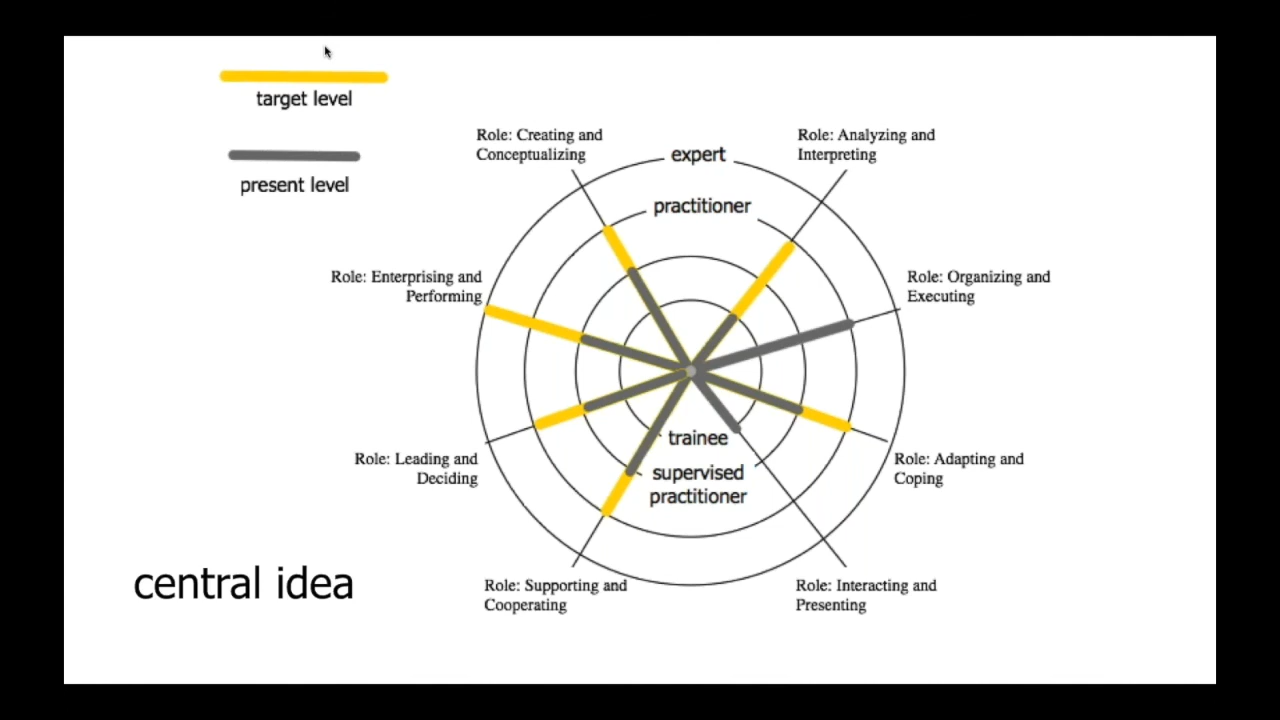 target level
present level
Role: Creating and
Conceptualizing
expert
Role: Analyzing and
Interpreting
practitioner
Role: Enterprising and
Performing
Role: Organizing and
Executing
trainee
supervised
practitioner
Role: Leading and
Deciding
Role: Adapting and
Coping
central idea
Role: Supporting and
Cooperating
Role: Interacting and
Presenting